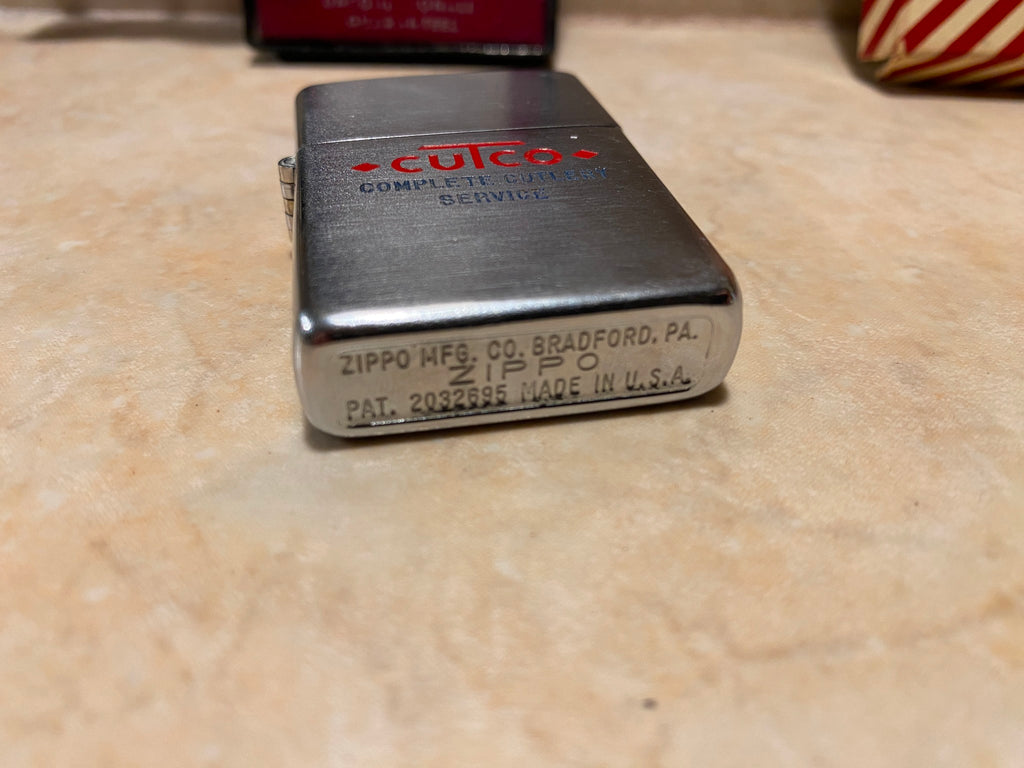 CUTCO
COMPLETE CUTLERY
SERVICE
ZIPPO MFG. CO. BRADFORD, PA.
ZIPPO
PAT. 2032695 MADE IN U.S.A.